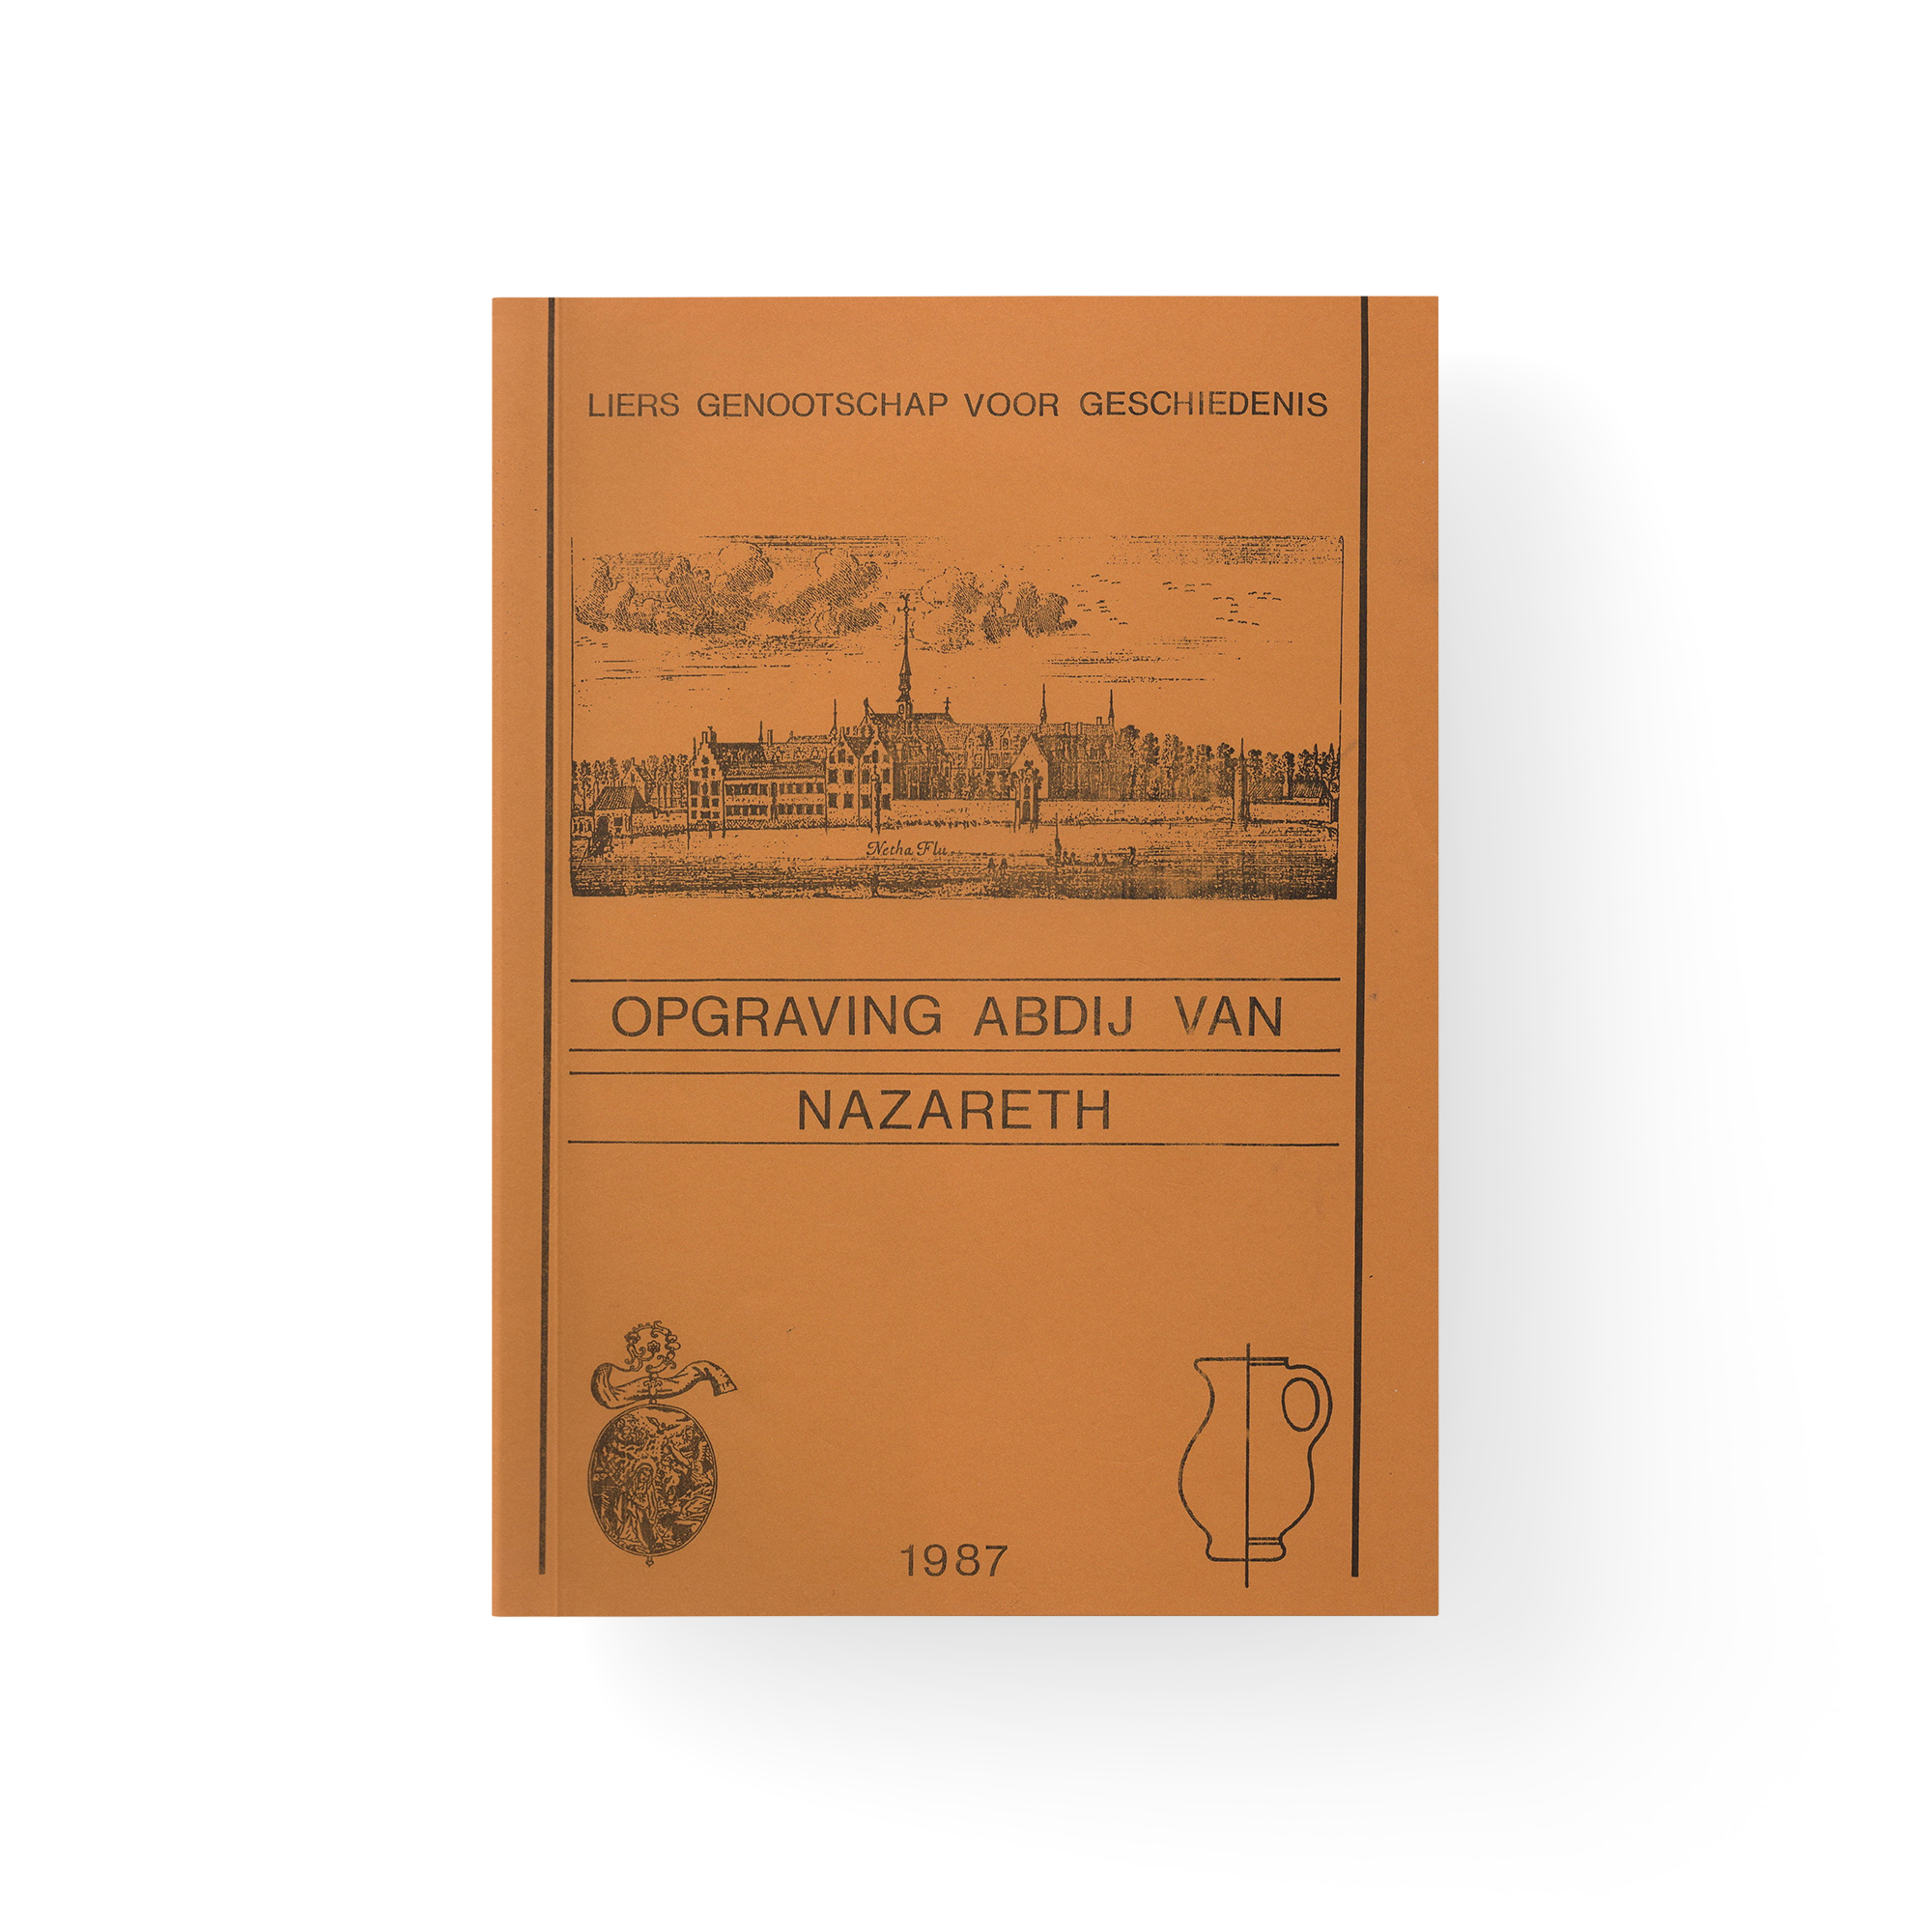 LIERS GENOOTSCHAP VOOR GESCHIEDENIS
Netha Flu.
OPGRAVING ABDIJ VAN
NAZARETH
1987